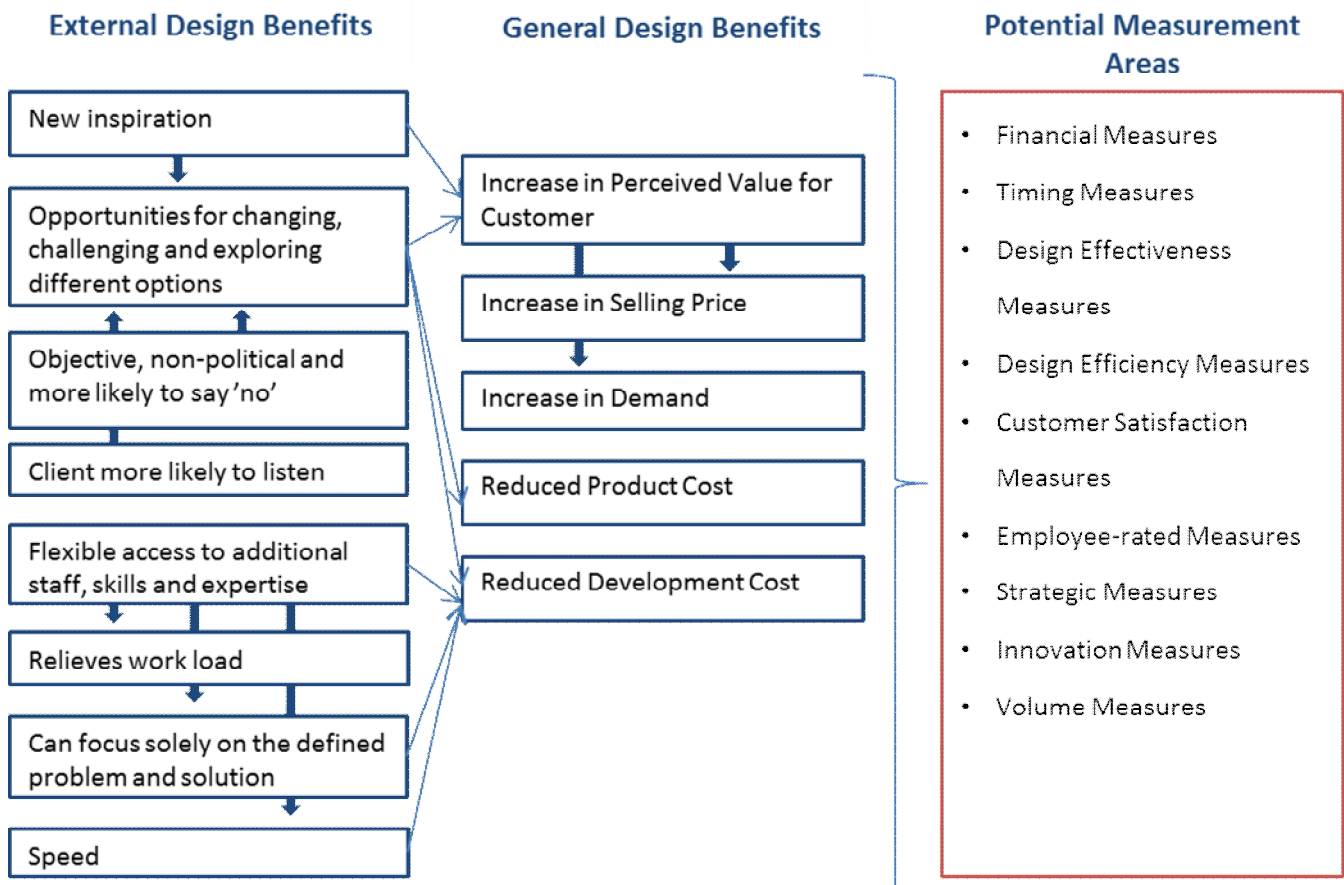 External Design Benefits
New inspiration
Opportunities for changing,
challenging and exploring
different options
Objective, non-political and
more likely to say ’no’
Client more likely to listen
Flexible access to additional
staff, skills and expertise
Relieves work load
Can focus solely on the defined
problem and solution
Speed
General Design Benefits
Increase in Perceived Value for
Customer
Increase in Selling Price
Increase in Demand
Reduced Product Cost
Reduced Development Cost
Potential Measurement
Areas
• Financial Measures
• Timing Measures
• Design Effectiveness
Measures
• Design Efficiency Measures
• Customer Satisfaction
Measures
• Employee-rated Measures
• Strategic Measures
• Innovation Measures
• Volume Measures